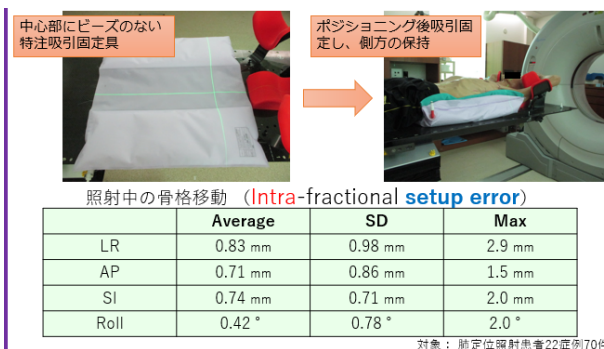 中心部にビーズのない
特注吸引固定具
ポジショニング後吸引固
定し、側方の保持
照射中の骨格移動 （Intra-fractional setup error）
Average SD Max
LR 0.83 mm 0.98 mm 2.9 mm
AP 0.71 mm 0.86 mm 1.5 mm
SI 0.74 mm 0.71 mm 2.0 mm
Roll 0.42 ° 0.78 ° 2.0 °
対象： 肺定位照射患者22症例70件